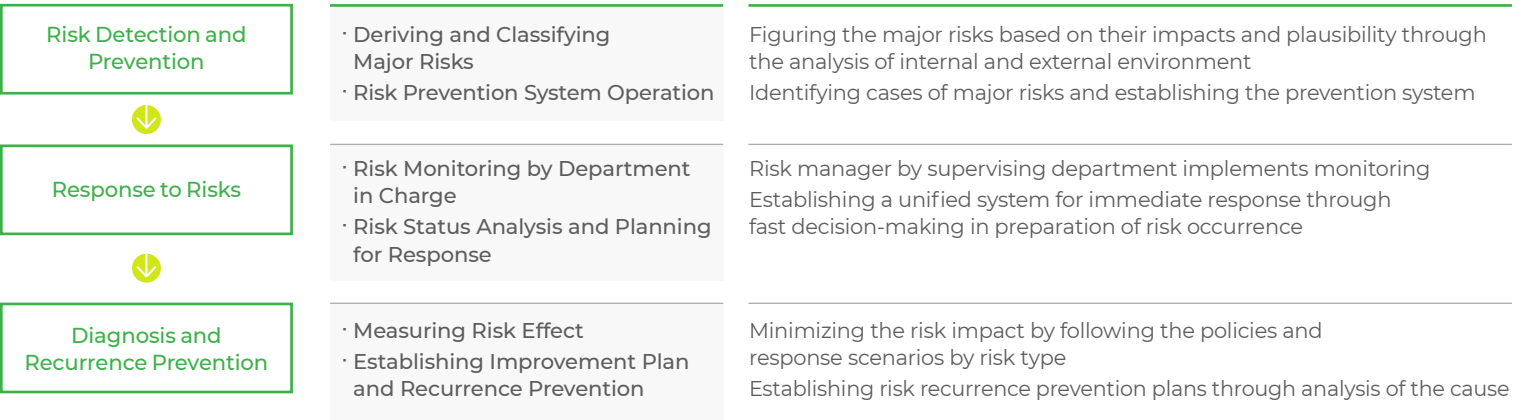 Risk Detection and
Prevention
· Deriving and Classifying
Major Risks
· Risk Prevention System Operation
Figuring the major risks based on their impacts and plausibility through
the analysis of internal and external environment
Identifying cases of major risks and establishing the prevention system
Response to Risks
· Risk Monitoring by Department
in Charge
· Risk Status Analysis and Planning
for Response
Risk manager by supervising department implements monitoring
Establishing a unified system for immediate response through
fast decision-making in preparation of risk occurrence
Diagnosis and
Recurrence Prevention
· Measuring Risk Effect
· Establishing Improvement Plan
and Recurrence Prevention
Minimizing the risk impact by following the policies and
response scenarios by risk type
Establishing risk recurrence prevention plans through analysis of the cause